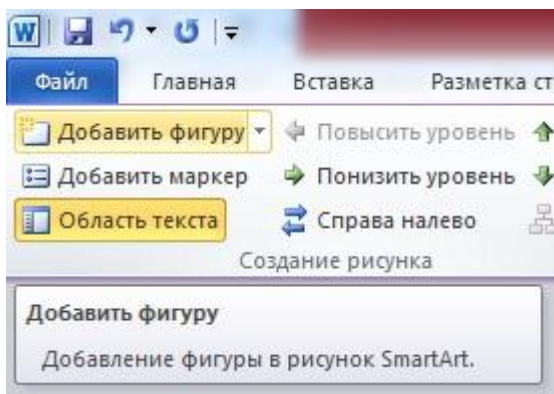 W
Файл Главная Вставка Разметка ст
Добавить фигуру Повысить уровень
Добавить маркер Понизить уровень
Область текста Справа налево
Создание рисунка
Добавить фигуру
Добавление фигуры в рисунок SmartArt.